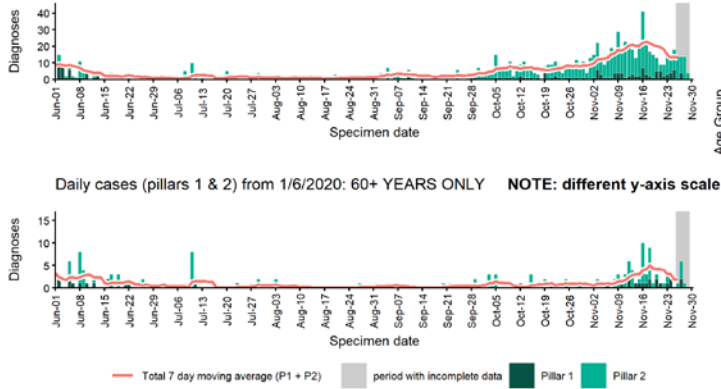 40
30
20
10
0
Diagnoses
Jun-01
Jun-08
Jun-15
Jun-22
Jun-29
Jul-06
Jul-13
Jul-20
Jul-27
Aug-03
Aug-10
Aug-17
Aug-24
Aug-31
Sep-07
Sep-14
Sep-21
Sep-28
Oct-05
Oct-12
Oct-19
Oct-26
Nov-02
Nov-09
Nov-16
Nov-23
Nov-30
Specimen date
Age Group
Daily cases (pillars 1 & 2) from 1/6/2020: 60+ YEARS ONLY NOTE: different y-axis scale
15
10
5
0
Diagnoses
Jun-01
Jun-08
Jun-15
Jun-22
Jun-29
Jul-06
Jul-13
Jul-20
Jul-27
Aug-03
Aug-10
Aug-17
Aug-24
Aug-31
Sep-07
Sep-14
Sep-21
Sep-28
Oct-05
Oct-12
Oct-19
Oct-26
Nov-02
Nov-09
Nov-16
Nov-23
Nov-30
Specimen date
Total 7 day moving average (P1 + P2) period with incomplete data Pillar 1 Pillar 2